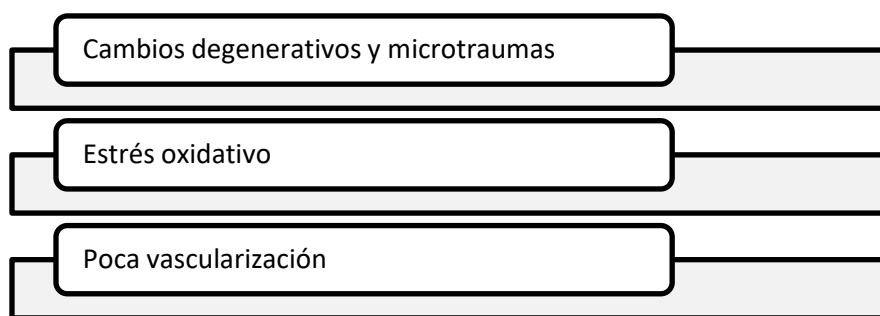 Cambios degenerativos y microtraumas
Estrés oxidativo
Poca vascularización